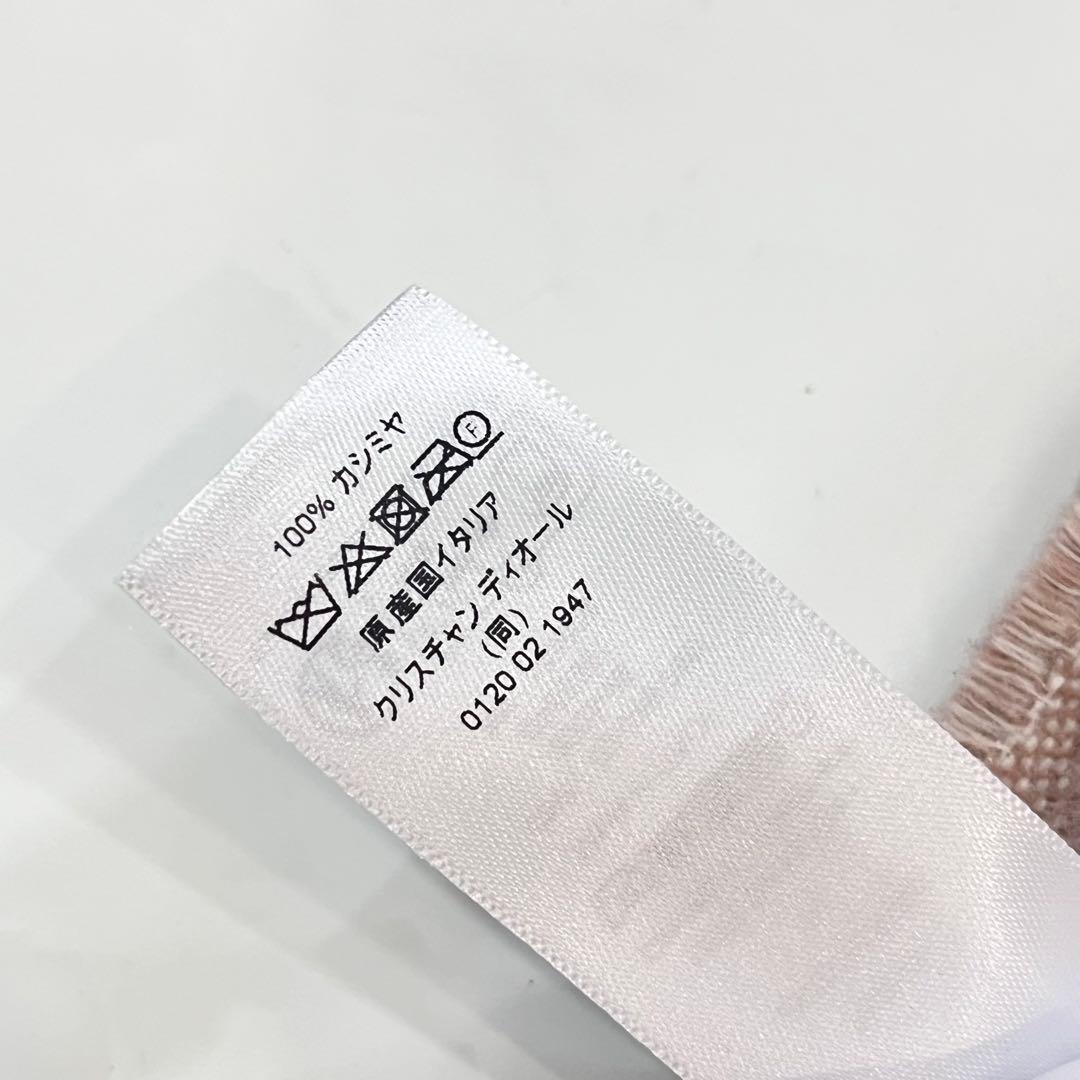 100% カシミヤ
F
原産国イタリア
クリスチャン ディオール
(同)
0120 02 1947